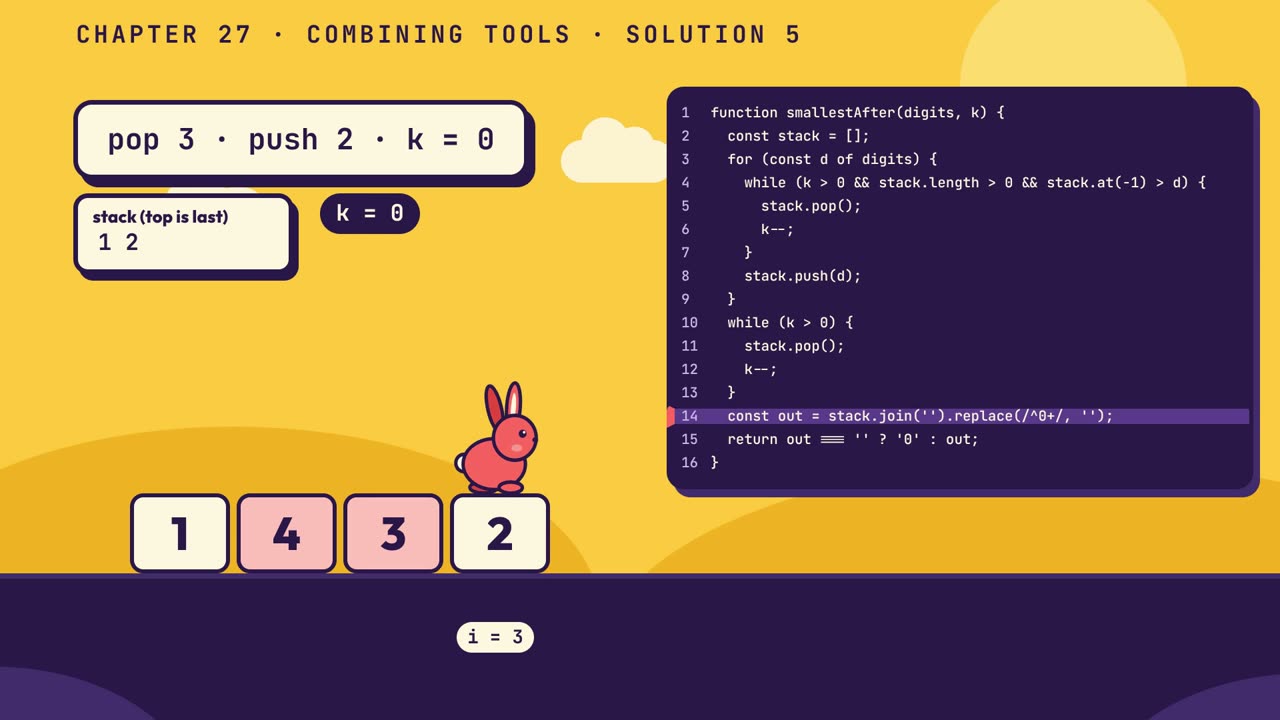 CHAPTER 27 · COMBINING TOOLS · SOLUTION 5
pop 3 · push 2 · k = 0
stack (top is last)
1 2
k = 0
1 function smallestAfter(digits, k) {
2 const stack = [];
3 for (const d of digits) {
4 while (k > 0 && stack.length > 0 && stack.at(-1) > d) {
5 stack.pop();
6 k--;
7 }
8 stack.push(d);
9 }
10 while (k > 0) {
11 stack.pop();
12 k--;
13 }
14 const out = stack.join('').replace(/^0+/, '');
15 return out === '' ? '0' : out;
16 }
1 4 3 2
i = 3